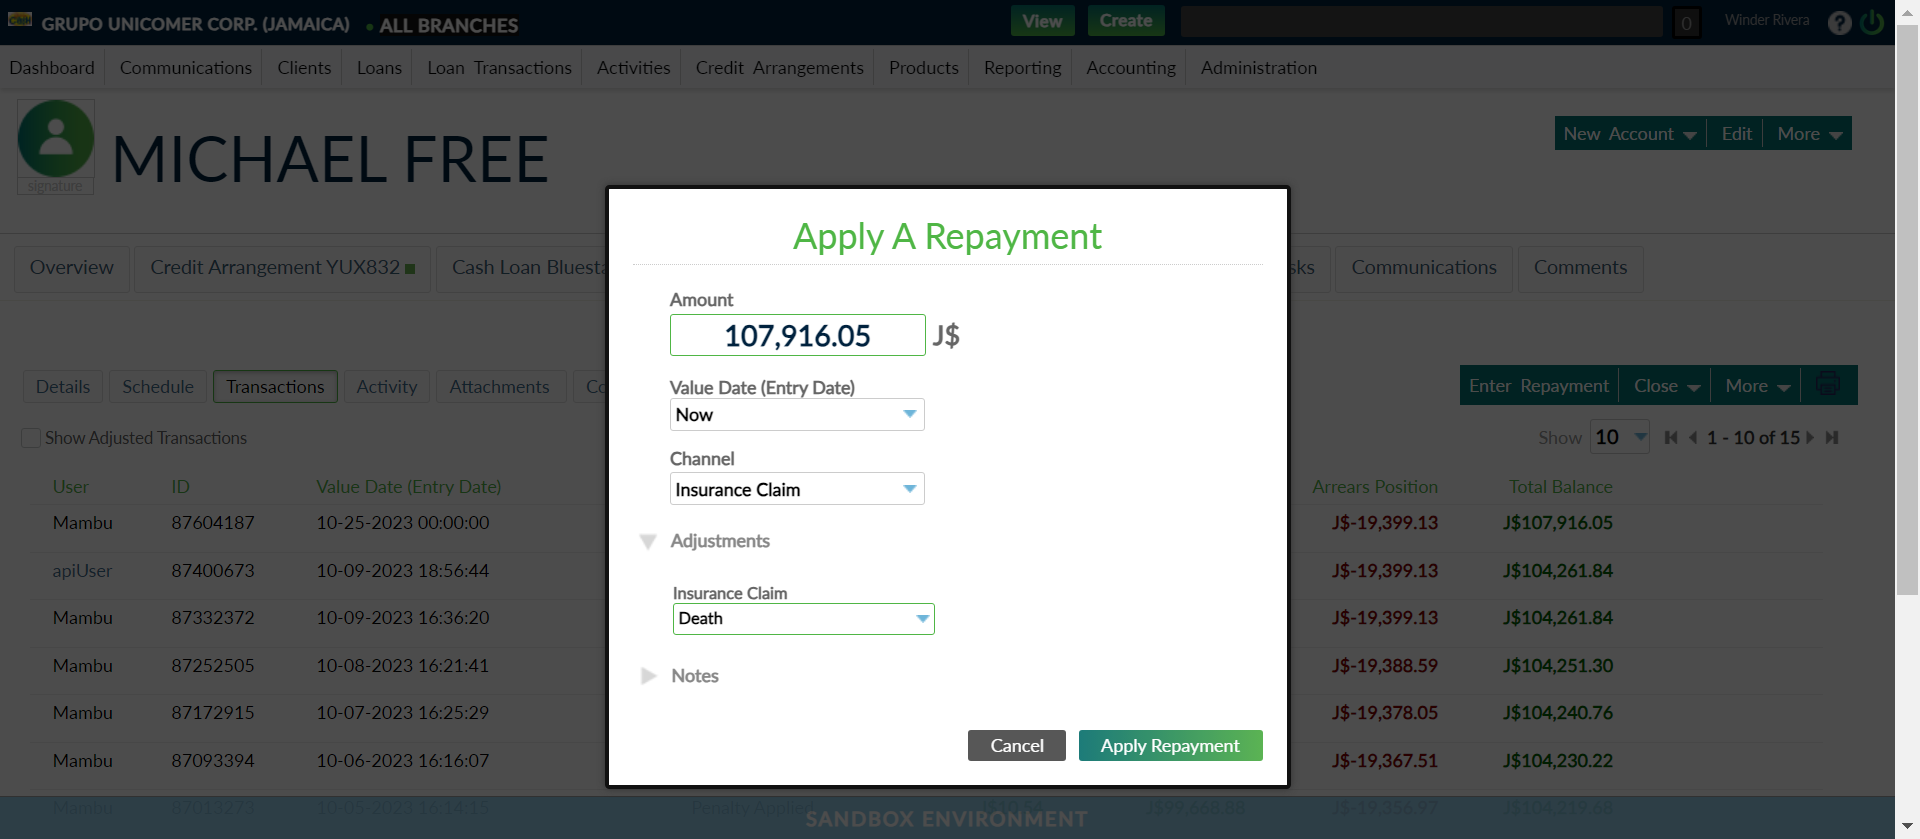 GRUPO UNICOMER CORP. (JAMAICA) • ALL BRANCHES View Create 0 Winder Rivera ?
Dashboard Communications Clients Loans Loan Transactions Activities Credit Arrangements Products Reporting Accounting Administration
signature
MICHAEL FREE
New Account Edit More
Overview Credit Arrangement YUX832 Cash Loan Bluesta sks Communications Comments
Details Schedule Transactions Activity Attachments Co
Enter Repayment Close More
Show Adjusted Transactions
Show 10 1 - 10 of 15
User ID Value Date (Entry Date) Arrears Position Total Balance
Mambu 87604187 10-25-2023 00:00:00 J$-19,399.13 J$107,916.05
apiUser 87400673 10-09-2023 18:56:44 J$-19,399.13 J$104,261.84
Mambu 87332372 10-09-2023 16:36:20 J$-19,399.13 J$104,261.84
Mambu 87252505 10-08-2023 16:21:41 J$-19,388.59 J$104,251.30
Mambu 87172915 10-07-2023 16:25:29 J$-19,378.05 J$104,240.76
Mambu 87093394 10-06-2023 16:16:07 J$-19,367.51 J$104,230.22
Mambu 87013273 10-05-2023 16:14:15 Penalty Applied J$10.54 J$99,668.88 J$-19,356.97 J$104,219.68
SANDBOX ENVIRONMENT
Apply A Repayment
Amount
107,916.05 J$
Value Date (Entry Date)
Now
Channel
Insurance Claim
Adjustments
Insurance Claim
Death
Notes
Cancel Apply Repayment